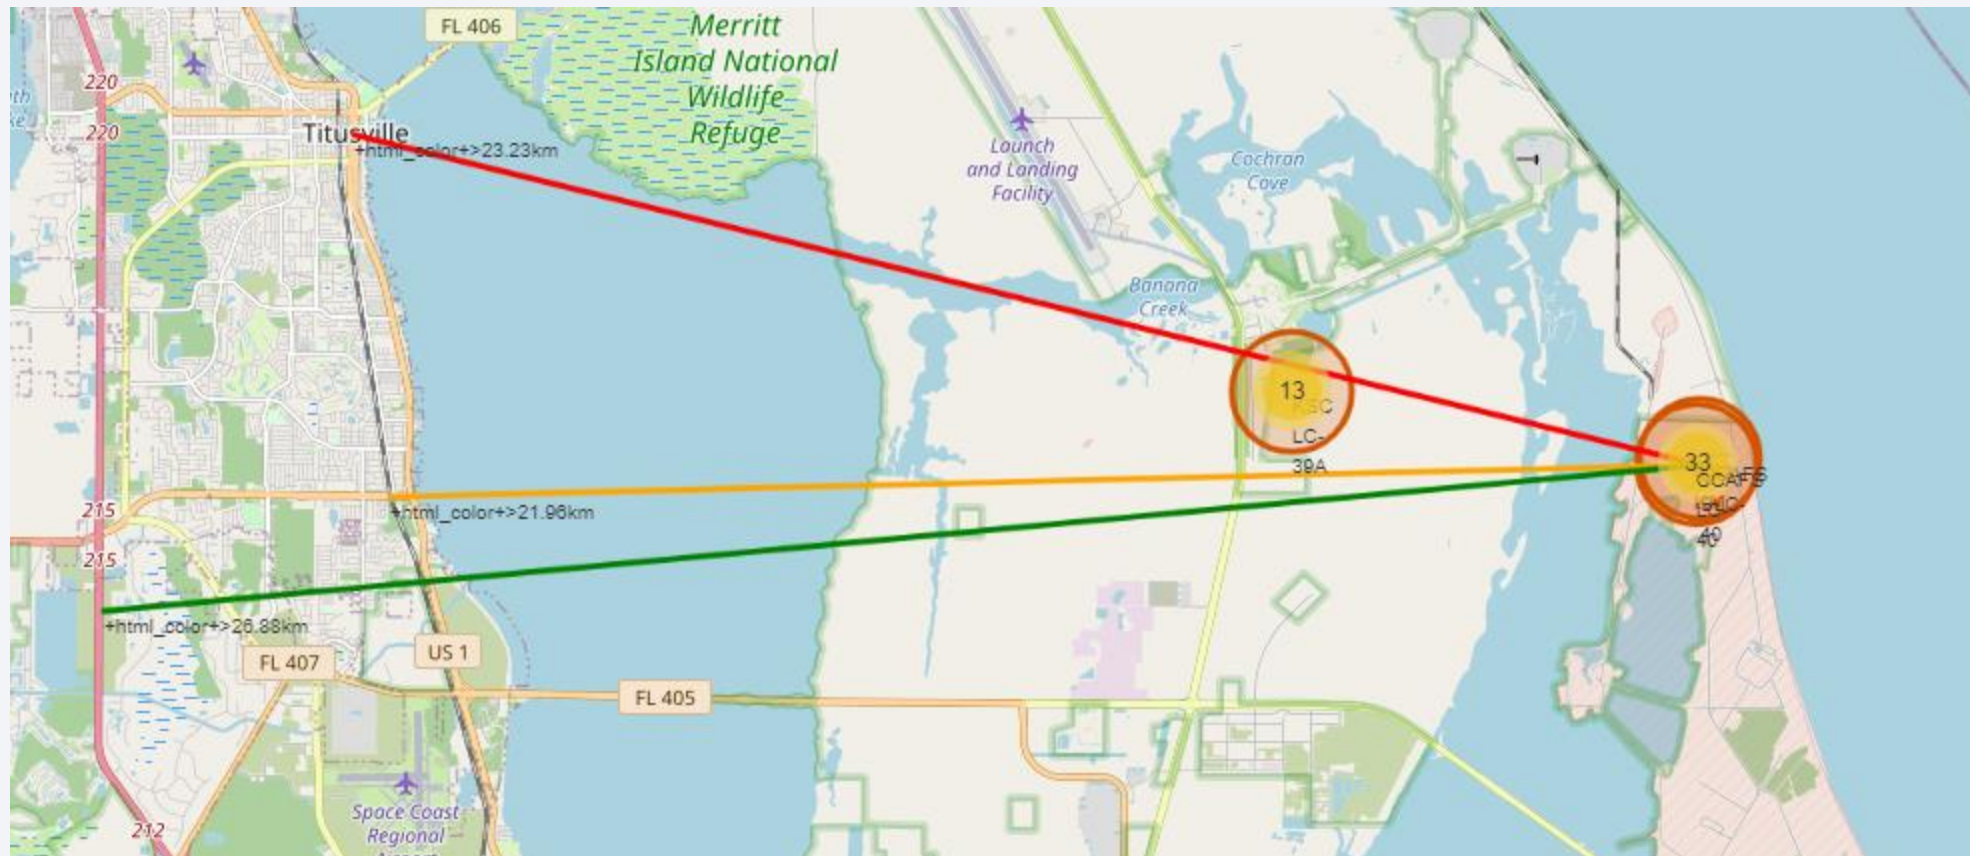 FL 406
Merritt
Island National
Wildlife
Refuge
220
220
Titusville
+html_color+>23.23km
Launch
and Landing
Facility
Cochran
Cove
Banana
Creek
13
KSC
LC-
39A
33
40
215
+html_color+>21.96km
215
+html_color+>26.88km
FL 407
US 1
FL 405
Space Coast
Regional
212